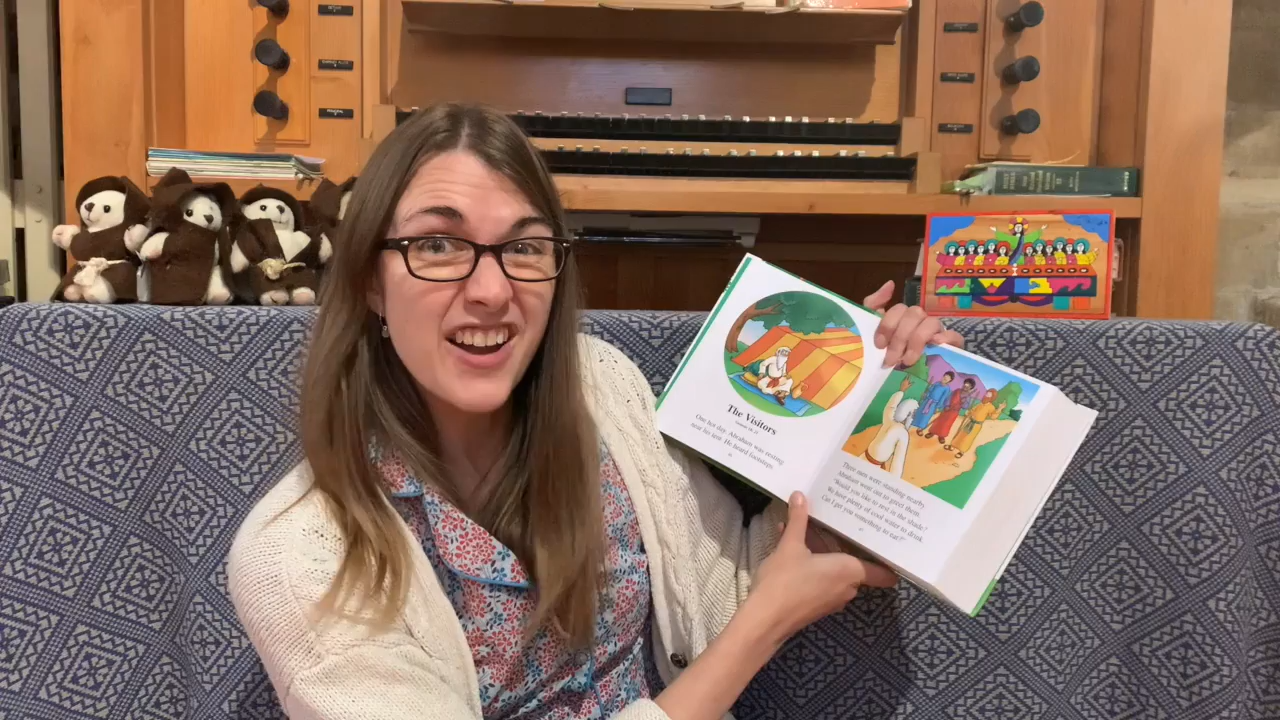 The Visitors
One hot day, Abraham was resting
near his tent. He heard footsteps.
Three men were standing nearby.
Abraham went out to greet them.
"Would you like to rest in the shade?
We have plenty of cool water to drink.
Can I get you something to eat?"